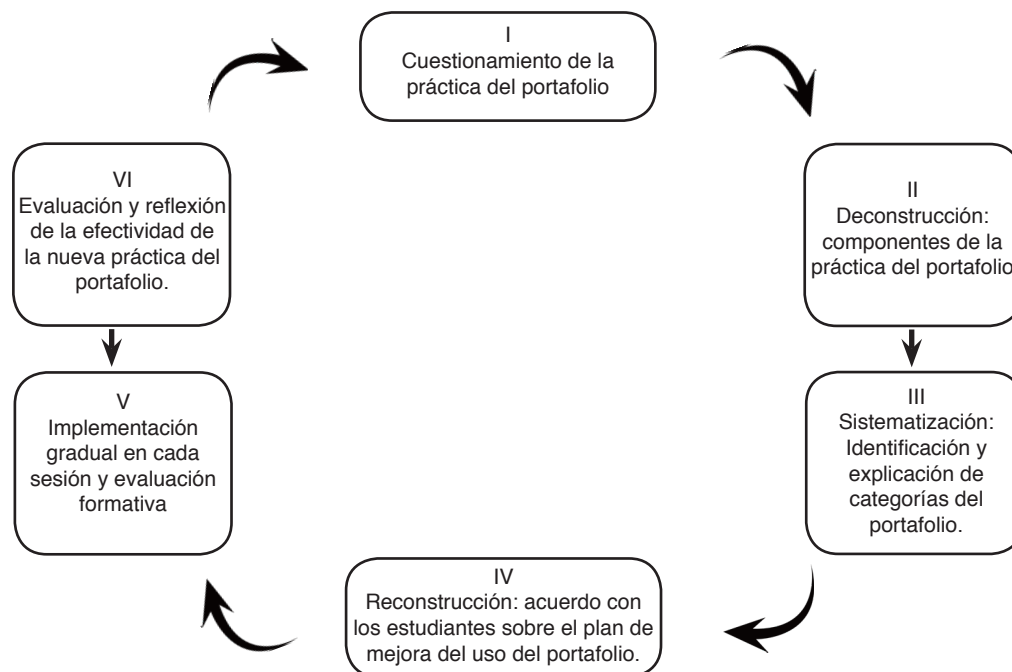 I
Cuestionamiento de la
práctica del portafolio
II
Deconstrucción:
componentes de la
práctica del portafolio
III
Sistematización:
Identificación y
explicación de
categorías del
portafolio.
IV
Reconstrucción: acuerdo con
los estudiantes sobre el plan de
mejora del uso del portafolio.
V
Implementación
gradual en cada
sesión y evaluación
formativa
VI
Evaluación y reflexión
de la efectividad de
la nueva práctica del
portafolio.